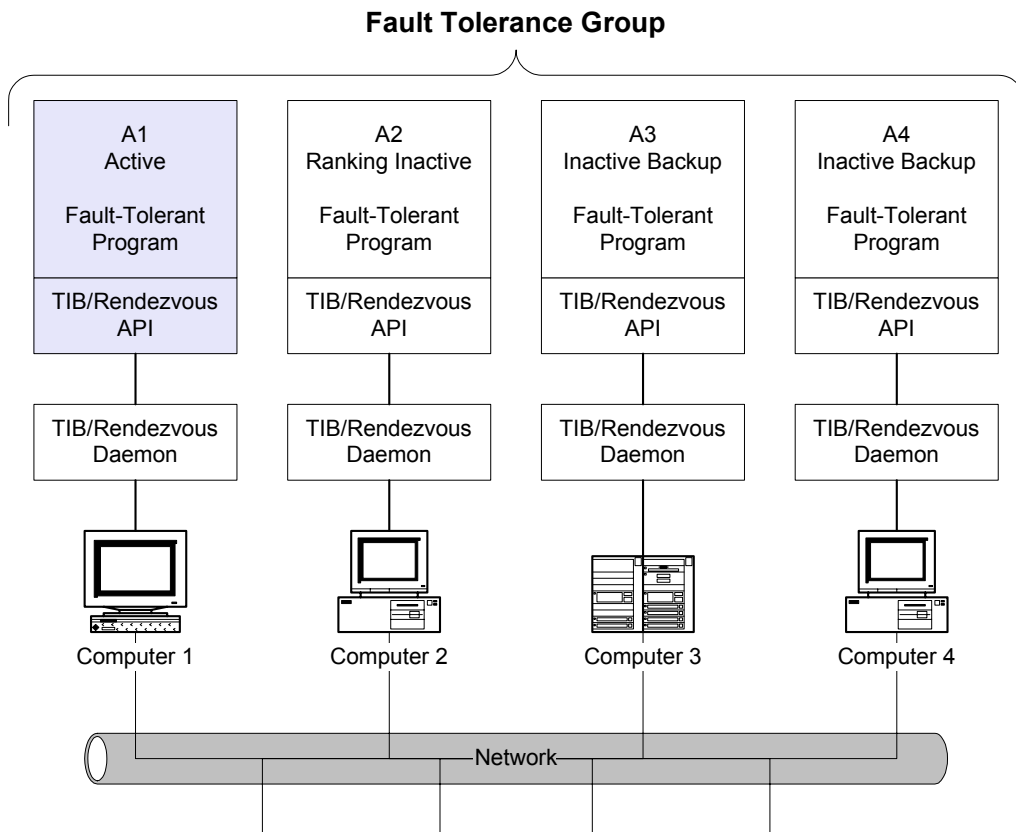 Fault Tolerance Group
A1
Active
Fault-Tolerant
Program
TIB/Rendezvous
API
TIB/Rendezvous
Daemon
Computer 1
A2
Ranking Inactive
Fault-Tolerant
Program
TIB/Rendezvous
API
TIB/Rendezvous
Daemon
Computer 2
A3
Inactive Backup
Fault-Tolerant
Program
TIB/Rendezvous
API
TIB/Rendezvous
Daemon
Computer 3
A4
Inactive Backup
Fault-Tolerant
Program
TIB/Rendezvous
API
TIB/Rendezvous
Daemon
Computer 4
Network